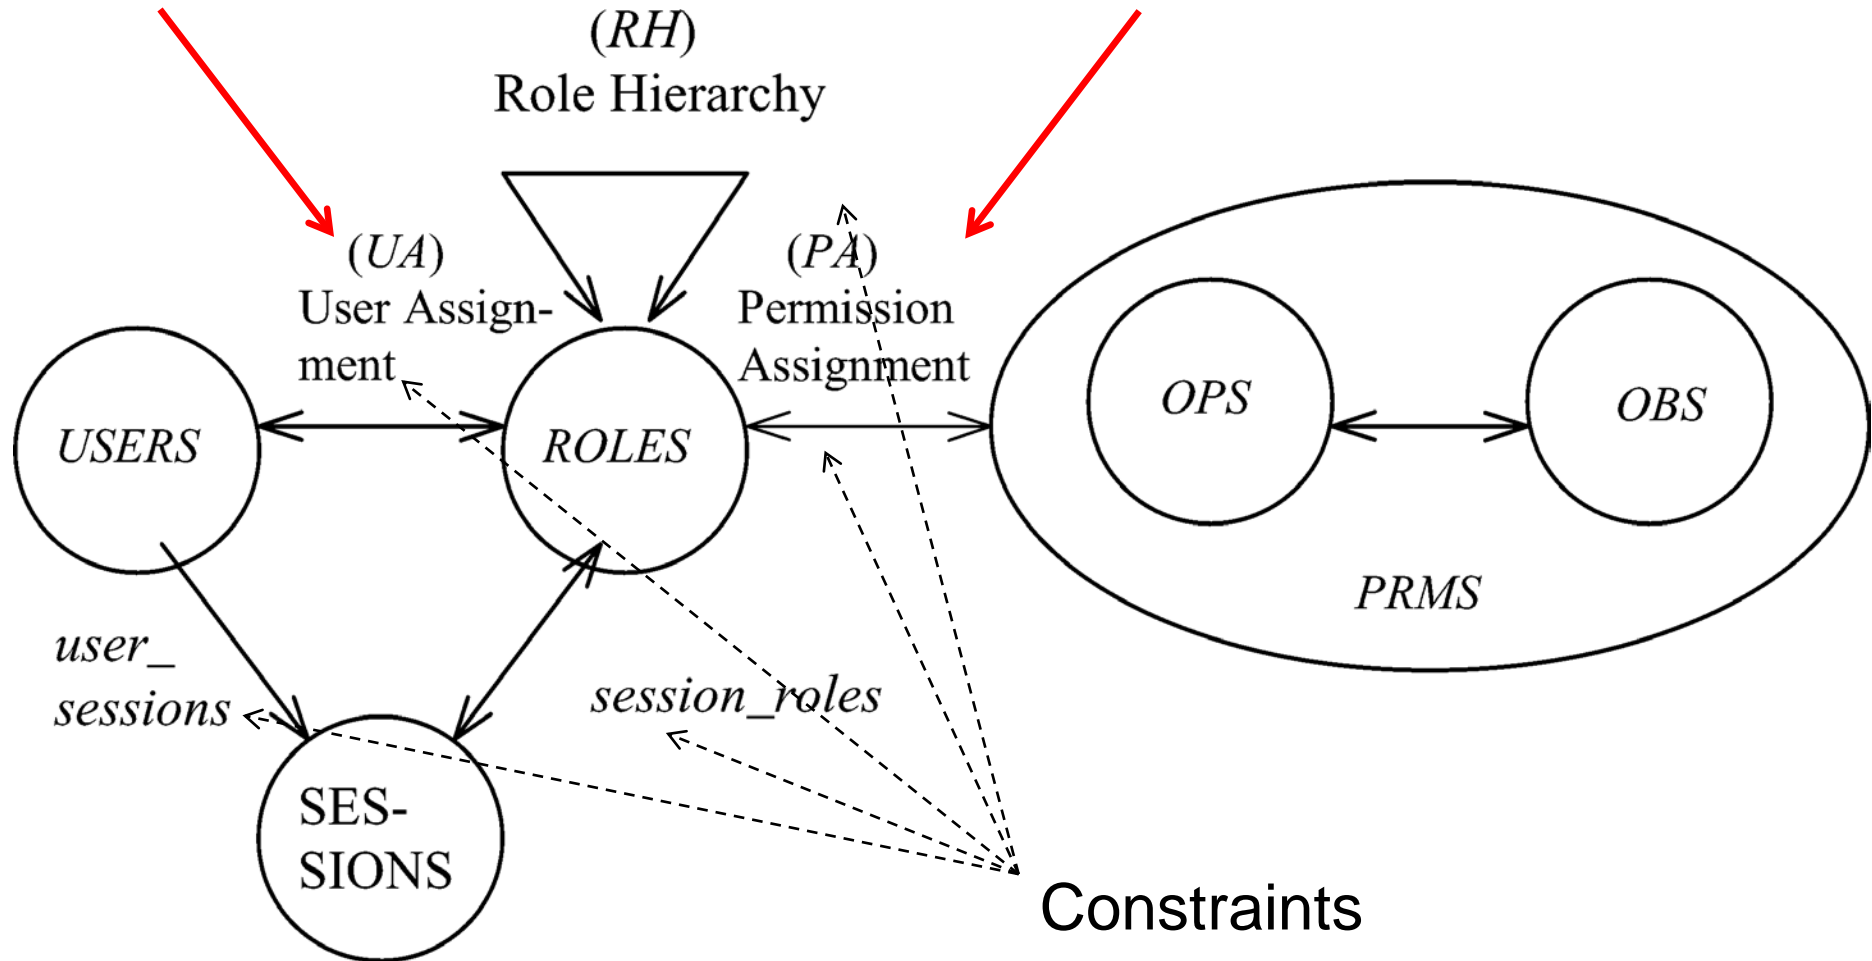 (RH)
Role Hierarchy
(UA)
User Assign-
ment
(PA)
Permission
Assignment
USERS
ROLES
OPS
OBS
PRMS
user_
sessions
session_roles
SES-
SIONS
Constraints